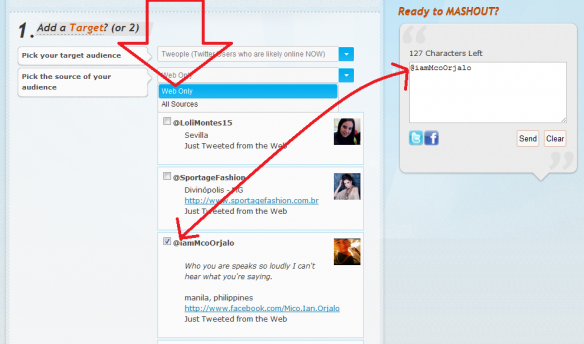 1. Add a Target? (or 2)
Pick your target audience
Tweople (Twitter Users who are likely online NOW)
Pick the source of your
audience
Web Only
Web Only
All Sources
@LoliMontes15
Sevilla
Just Tweeted from the Web
@SportageFashion
Divinópolis - MG
http://www.sportagefashion.com.br
Just Tweeted from the Web
@iamMcoOrjalo
Who you are speaks so loudly I can't
hear what you're saying.
manila, philippines
http://www.facebook.com/Mico.Ian.Orjalo
Just Tweeted from the Web
Ready to MASHOUT?
127 Characters Left
@iamMcoOrjalo
Send
Clear